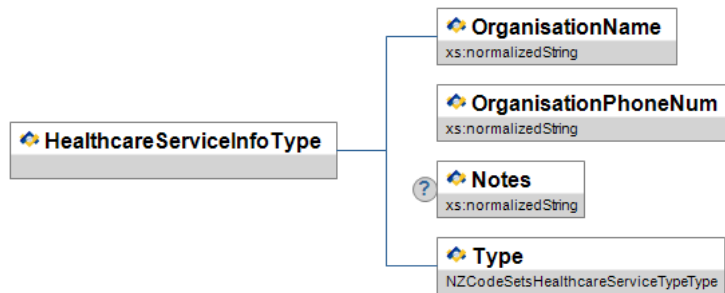 OrganisationName
xs:normalizedString
OrganisationPhoneNum
xs:normalizedString
HealthcareServiceInfoType
?
Notes
xs:normalizedString
Type
NZCodeSetsHealthcareServiceTypeType